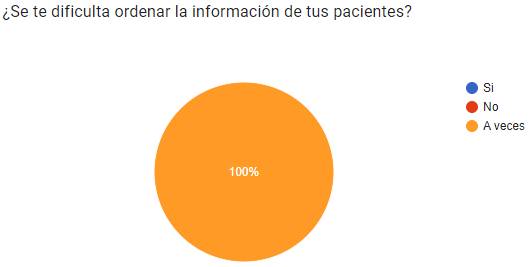 ¿Se te dificulta ordenar la información de tus pacientes?
Si
No
A veces
100%